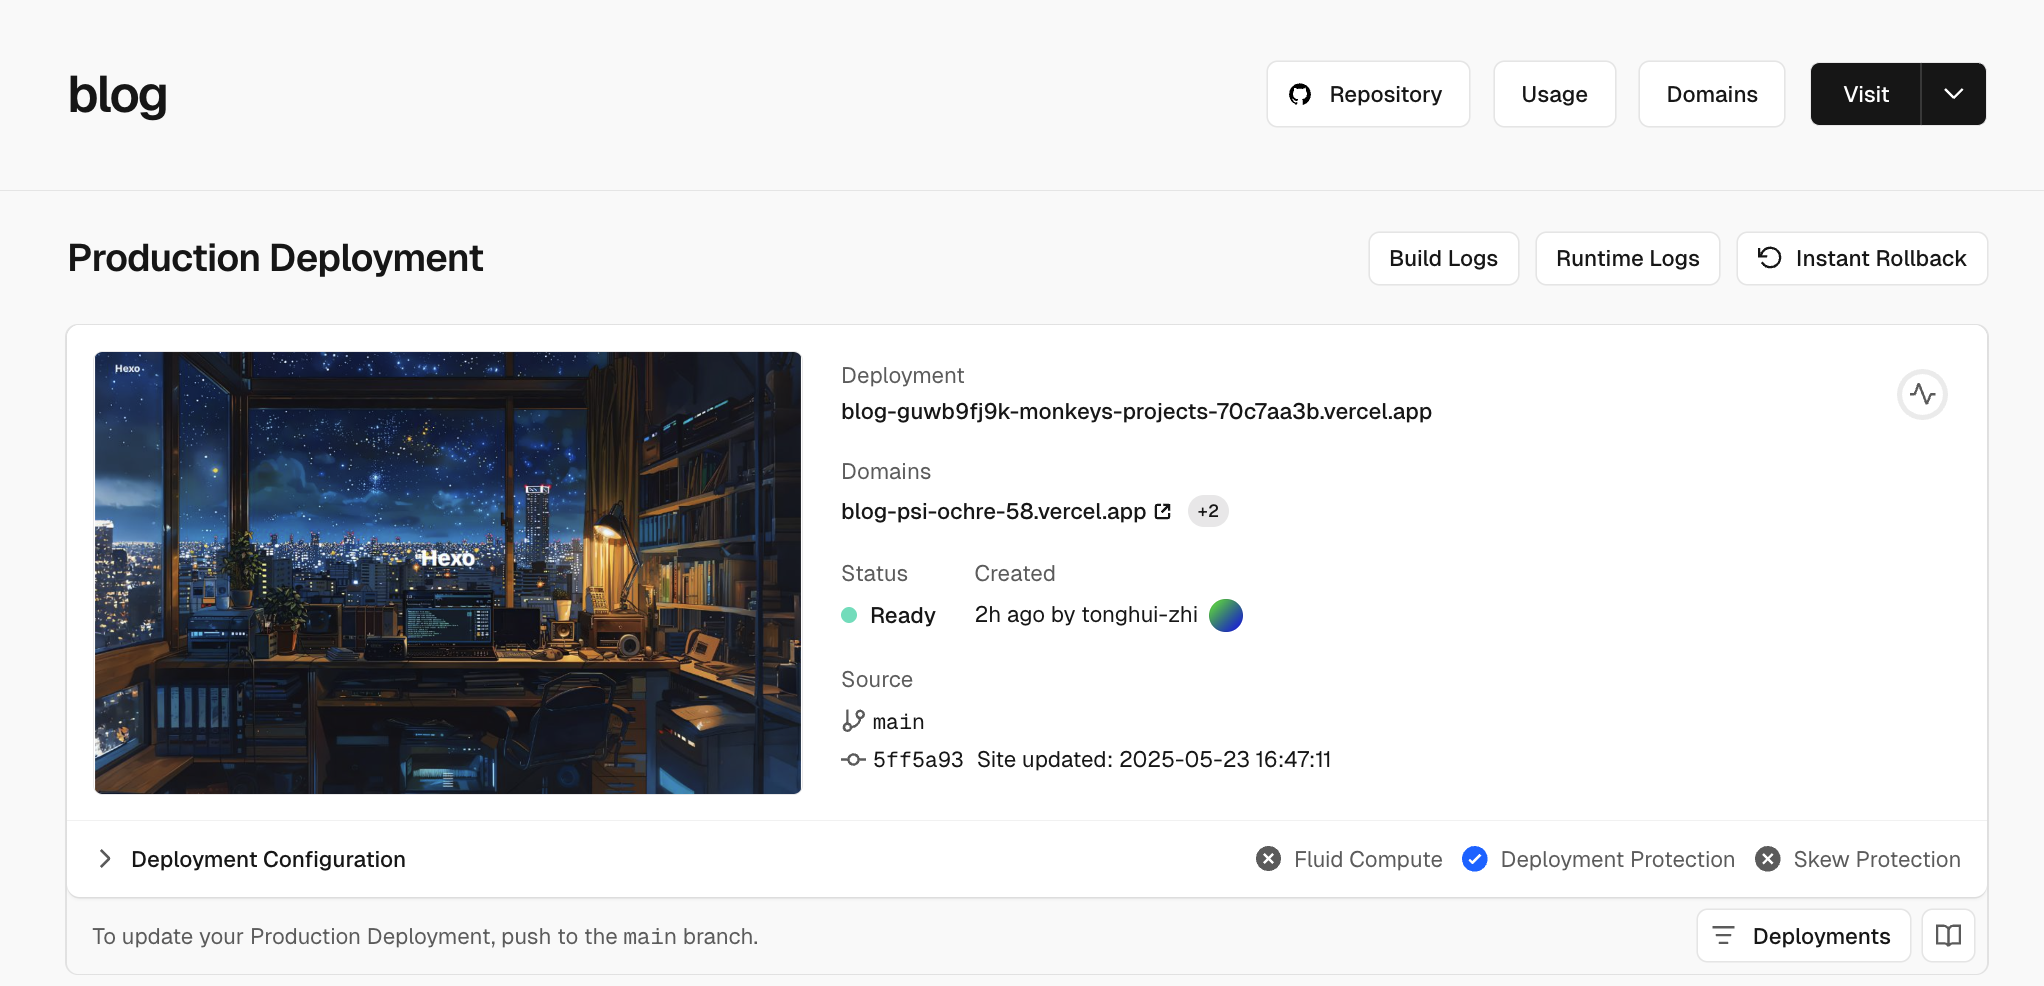 blog
Repository
Usage
Domains
Visit
Production Deployment
Build Logs
Runtime Logs
Instant Rollback
Hexo
Hexo
Deployment
blog-guwb9fj9k-monkeys-projects-70c7aa3b.vercel.app
Domains
blog-psi-ochre-58.vercel.app +2
Status Created
Ready 2h ago by tonghui-zhi
Source
main
5ff5a93 Site updated: 2025-05-23 16:47:11
Deployment Configuration
Fluid Compute
Deployment Protection
Skew Protection
To update your Production Deployment, push to the main branch.
Deployments